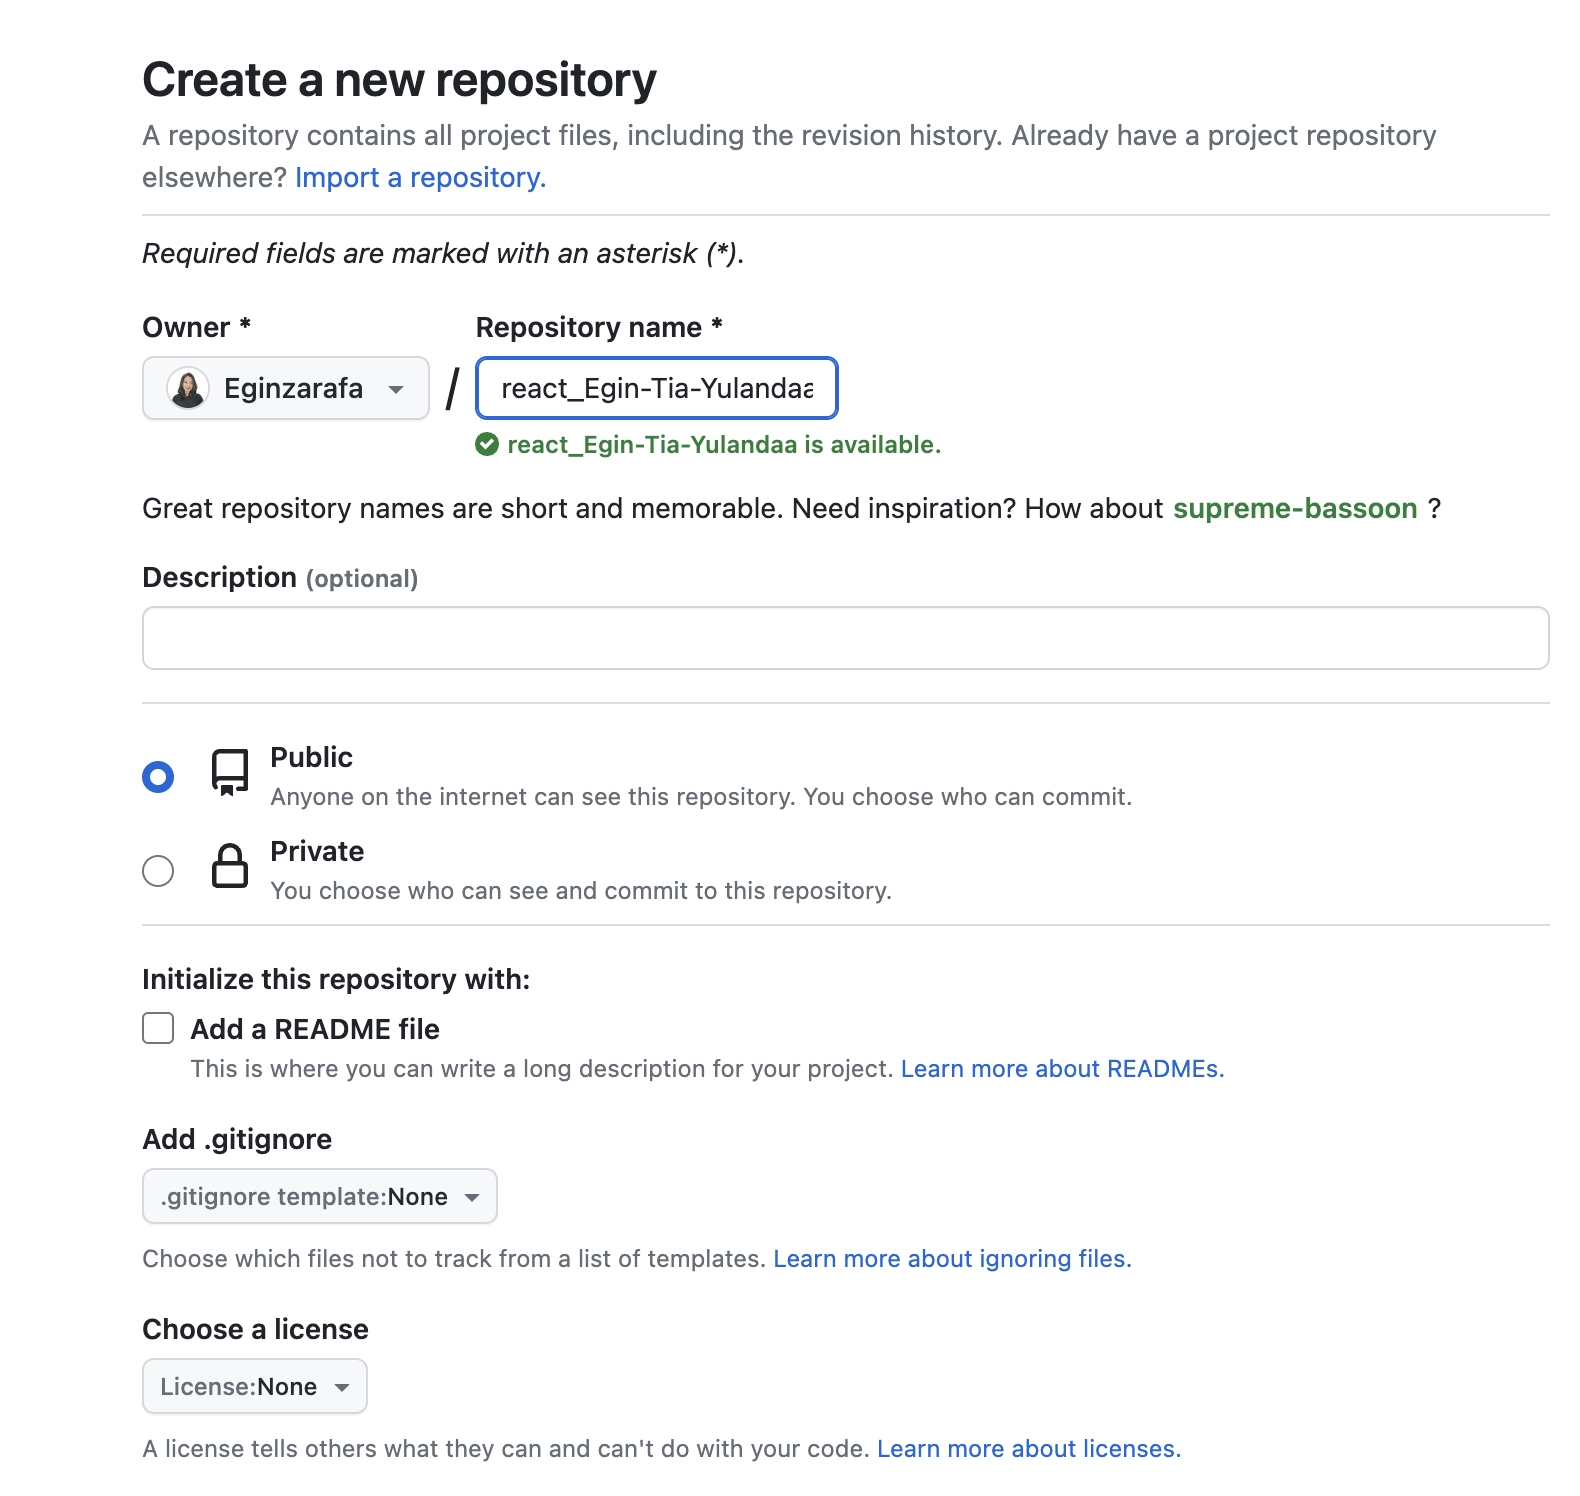 Create a new repository
A repository contains all project files, including the revision history. Already have a project repository
elsewhere? Import a repository.
Required fields are marked with an asterisk (*).
Owner *
Repository name *
Eginzarafa
/
react_Egin-Tia-Yulandaa
react_Egin-Tia-Yulandaa is available.
Great repository names are short and memorable. Need inspiration? How about supreme-bassoon ?
Description (optional)
Public
Anyone on the internet can see this repository. You choose who can commit.
Private
You choose who can see and commit to this repository.
Initialize this repository with:
Add a README file
This is where you can write a long description for your project. Learn more about READMEs.
Add .gitignore
.gitignore template:None
Choose which files not to track from a list of templates. Learn more about ignoring files.
Choose a license
License:None
A license tells others what they can and can't do with your code. Learn more about licenses.